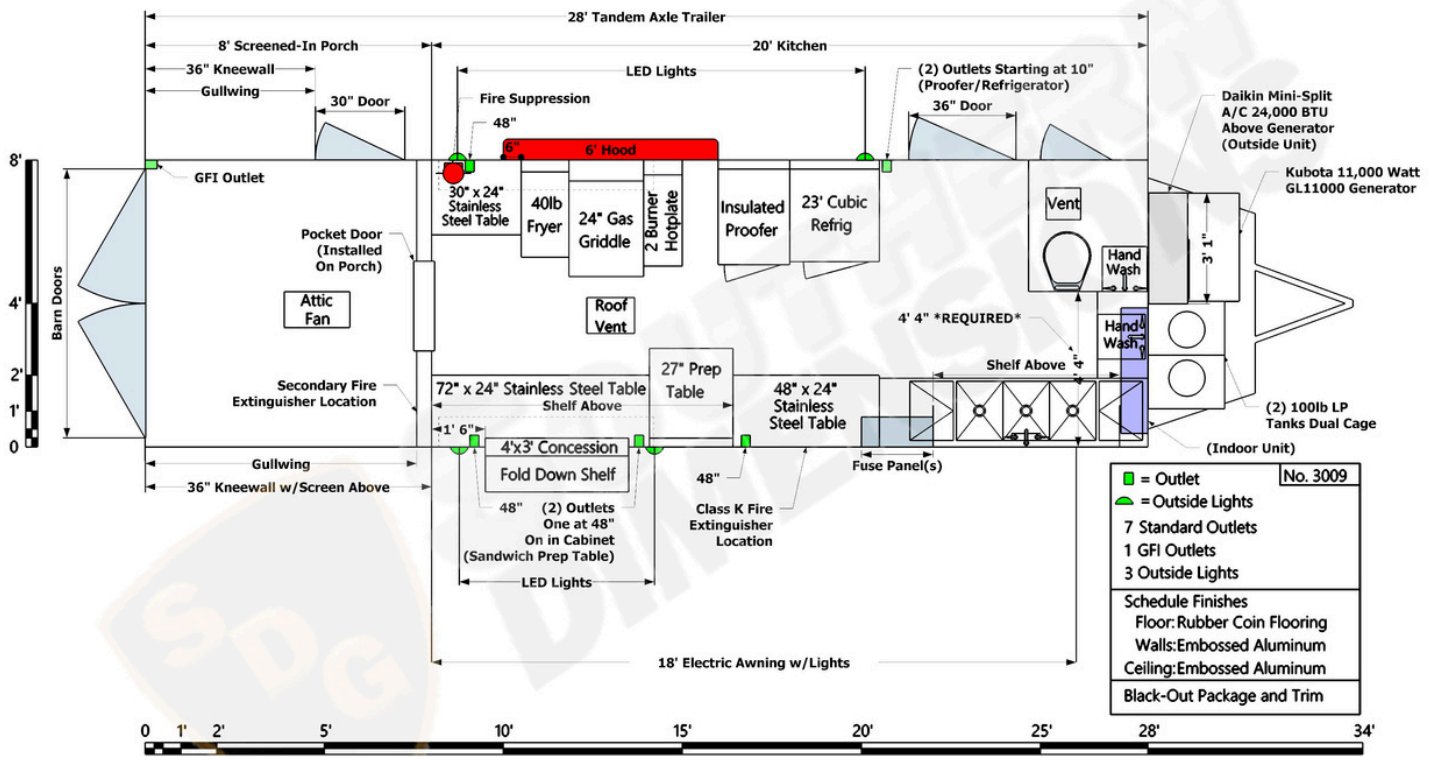 28' Tandem Axle Trailer
8' Screened-In Porch
20' Kitchen
36" Kneewall
Gullwing
30" Door
LED Lights
(2) Outlets Starting at 10"
(Proofer/Refrigerator)
36" Door
Fire Suppression
48"
6"
6' Hood
Daikin Mini-Split
A/C 24,000 BTU
Above Generator
(Outside Unit)
Kubota 11,000 Watt
GL11000 Generator
8'
4'
2'
1'
0
Barn Doors
GFI Outlet
Pocket Door
(Installed
On Porch)
Attic
Fan
Secondary Fire
Extinguisher Location
30" x 24"
Stainless
Steel Table
40lb
Fryer
24" Gas
Griddle
2 Burner
Hotplate
Insulated
Proofer
23' Cubic
Refrig
Vent
Hand
Wash
3' 1"
Roof
Vent
4' 4" *REQUIRED*
Hand
Wash
4' 4"
Shelf Above
72" x 24" Stainless Steel Table
Shelf Above
27" Prep
Table
48" x 24"
Stainless
Steel Table
1' 6"
4'x3' Concession
Fold Down Shelf
Fuse Panel(s)
(2) 100lb LP
Tanks Dual Cage
(Indoor Unit)
Gullwing
36" Kneewall w/Screen Above
48"
(2) Outlets
One at 48"
On in Cabinet
(Sandwich Prep Table)
LED Lights
48"
Class K Fire
Extinguisher
Location
18' Electric Awning w/Lights
No. 3009
= Outlet
= Outside Lights
7 Standard Outlets
1 GFI Outlets
3 Outside Lights
Schedule Finishes
Floor:Rubber Coin Flooring
Walls:Embossed Aluminum
Ceiling:Embossed Aluminum
Black-Out Package and Trim
0 1' 2' 5' 10' 15' 20' 25' 28' 34'
SOUTHERN
DIMENSIONS
SDG